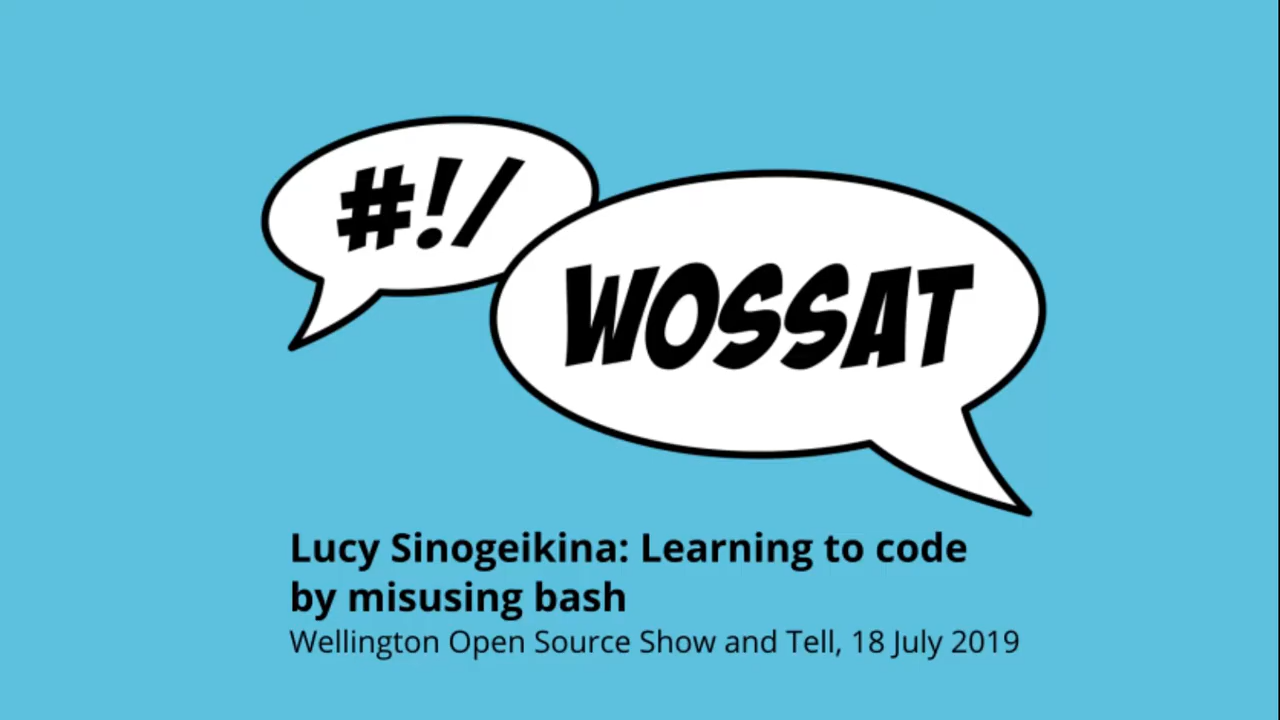 #!/
WOSSAT
Lucy Sinogeikina: Learning to code
by misusing bash
Wellington Open Source Show and Tell, 18 July 2019